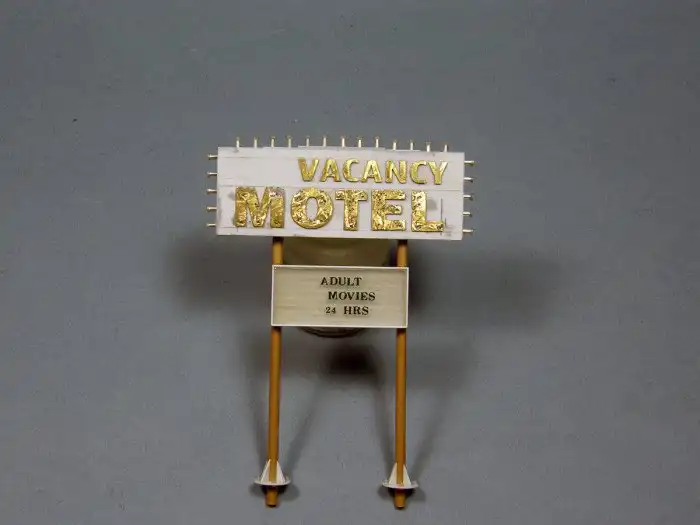 VACANCY
MOTEL
ADULT
MOVIES
24 HRS